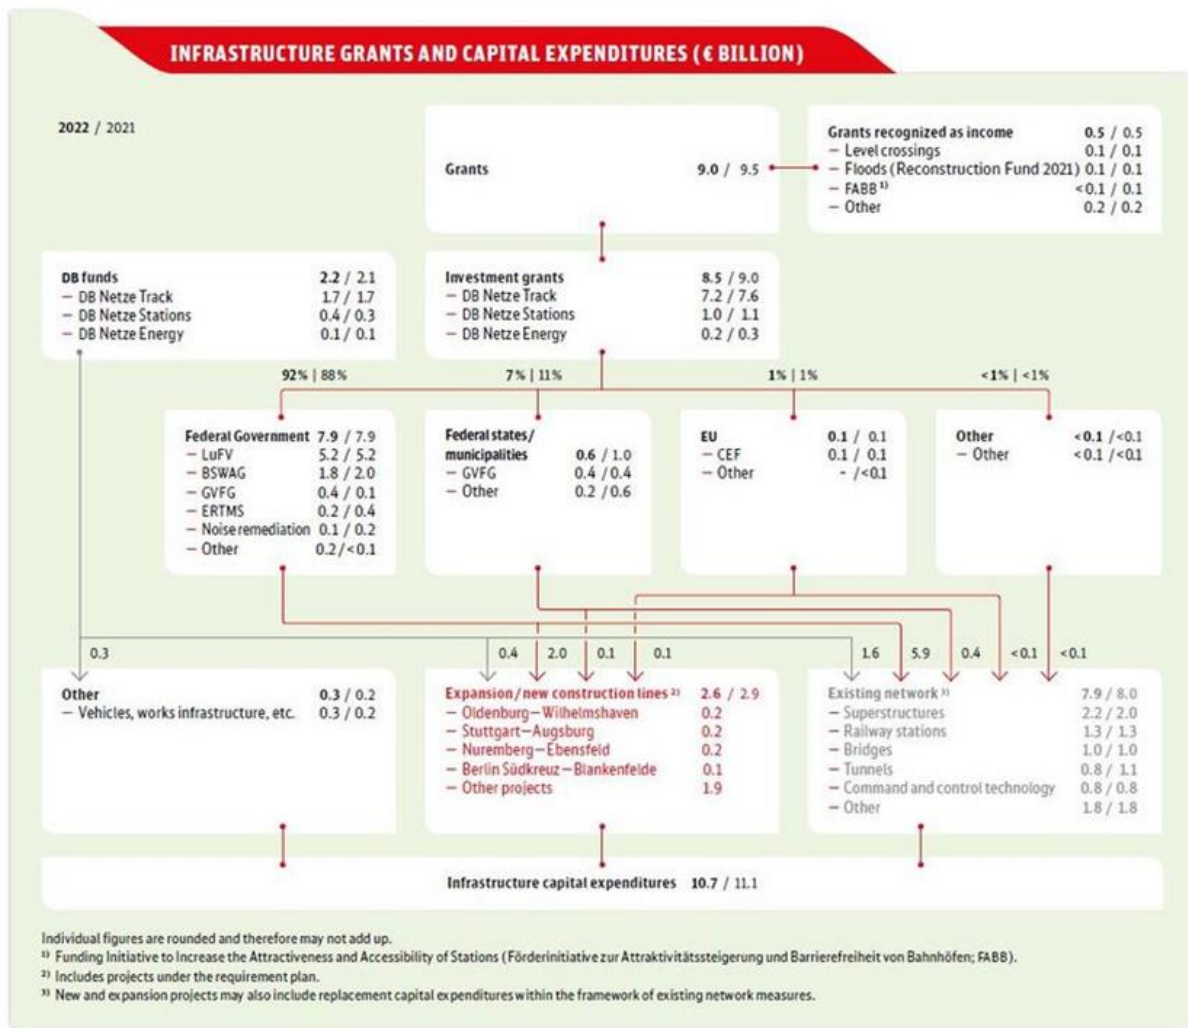 INFRASTRUCTURE GRANTS AND CAPITAL EXPENDITURES (€ BILLION)
2022 / 2021
Grants 9.0 / 9.5
Grants recognized as income 0.5 / 0.5
— Level crossings 0.1 / 0.1
— Floods (Reconstruction Fund 2021) 0.1 / 0.1
— FABB 1) <0.1 / 0.1
— Other 0.2 / 0.2
DB funds 2.2 / 2.1
— DB Netze Track 1.7 / 1.7
— DB Netze Stations 0.4 / 0.3
— DB Netze Energy 0.1 / 0.1
Investment grants 8.5 / 9.0
— DB Netze Track 7.2 / 7.6
— DB Netze Stations 1.0 / 1.1
— DB Netze Energy 0.2 / 0.3
92% | 88% 7% | 11% 1% | 1% <1% | <1%
Federal Government 7.9 / 7.9
— LuFV 5.2 / 5.2
— BSWAG 1.8 / 2.0
— GVFG 0.4 / 0.1
— ERTMS 0.2 / 0.4
— Noise remediation 0.1 / 0.2
— Other 0.2/<0.1
Federal states/
municipalities 0.6 / 1.0
— GVFG 0.4 / 0.4
— Other 0.2 / 0.6
EU 0.1 / 0.1
— CEF 0.1 / 0.1
— Other - /<0.1
Other <0.1 /<0.1
— Other <0.1 /<0.1
0.3 0.4 2.0 0.1 0.1 1.6 5.9 0.4 <0.1 <0.1
Other 0.3 / 0.2
— Vehicles, works infrastructure, etc. 0.3 / 0.2
Expansion/new construction lines 2) 2.6 / 2.9
— Oldenburg—Wilhelmshaven 0.2
— Stuttgart—Augsburg 0.2
— Nuremberg—Ebensfeld 0.2
— Berlin Südkreuz—Blankenfelde 0.1
— Other projects 1.9
Existing network 3) 7.9 / 8.0
— Superstructures 2.2 / 2.0
— Railway stations 1.3 / 1.3
— Bridges 1.0 / 1.0
— Tunnels 0.8 / 1.1
— Command and control technology 0.8 / 0.8
— Other 1.8 / 1.8
Infrastructure capital expenditures 10.7 / 11.1
Individual figures are rounded and therefore may not add up.
1) Funding Initiative to Increase the Attractiveness and Accessibility of Stations (Förderinitiative zur Attraktivitätssteigerung und Barrierefreiheit von Bahnhöfen; FABB).
2) Includes projects under the requirement plan.
3) New and expansion projects may also include replacement capital expenditures within the framework of existing network measures.